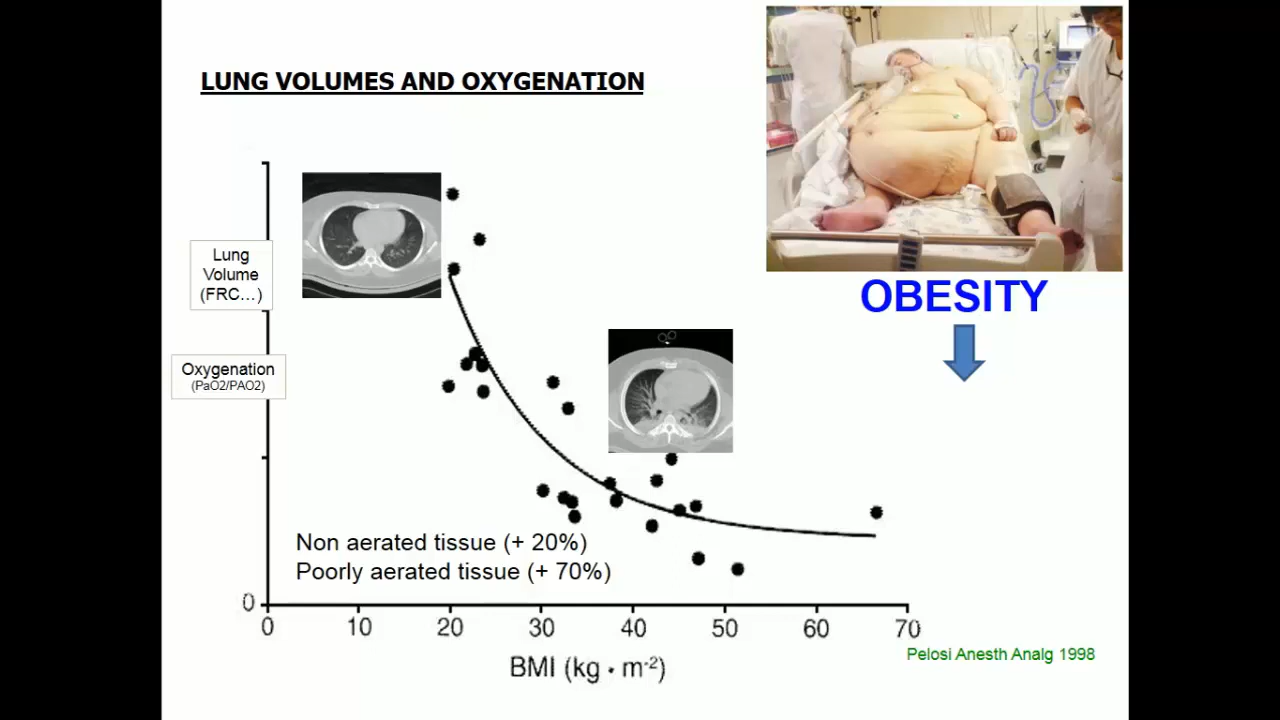 LUNG VOLUMES AND OXYGENATION
Lung
Volume
(FRC...)
Oxygenation
(PaO2/PAO2)
OBESITY
Non aerated tissue (+ 20%)
Poorly aerated tissue (+ 70%)
0
0 10 20 30 40 50 60 70
BMI (kg · m⁻²)
Pelosi Anesth Analg 1998